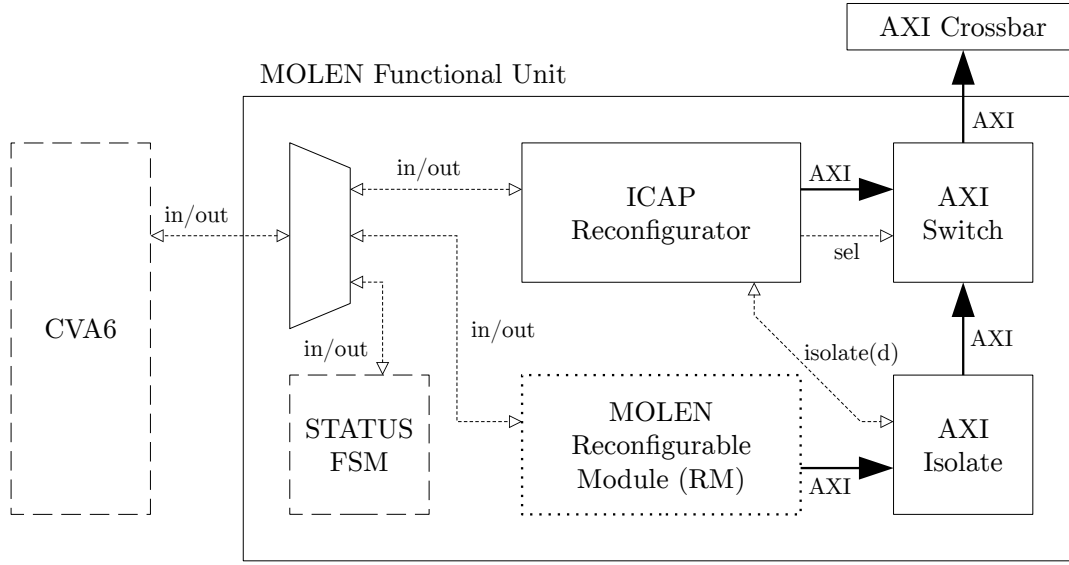 AXI Crossbar
MOLEN Functional Unit
AXI
in/out
in/out
ICAP
Reconfigurator
AXI
AXI
Switch
sel
CVA6
in/out
in/out
isolate(d)
AXI
STATUS
FSM
MOLEN
Reconfigurable
Module (RM)
AXI
AXI
Isolate